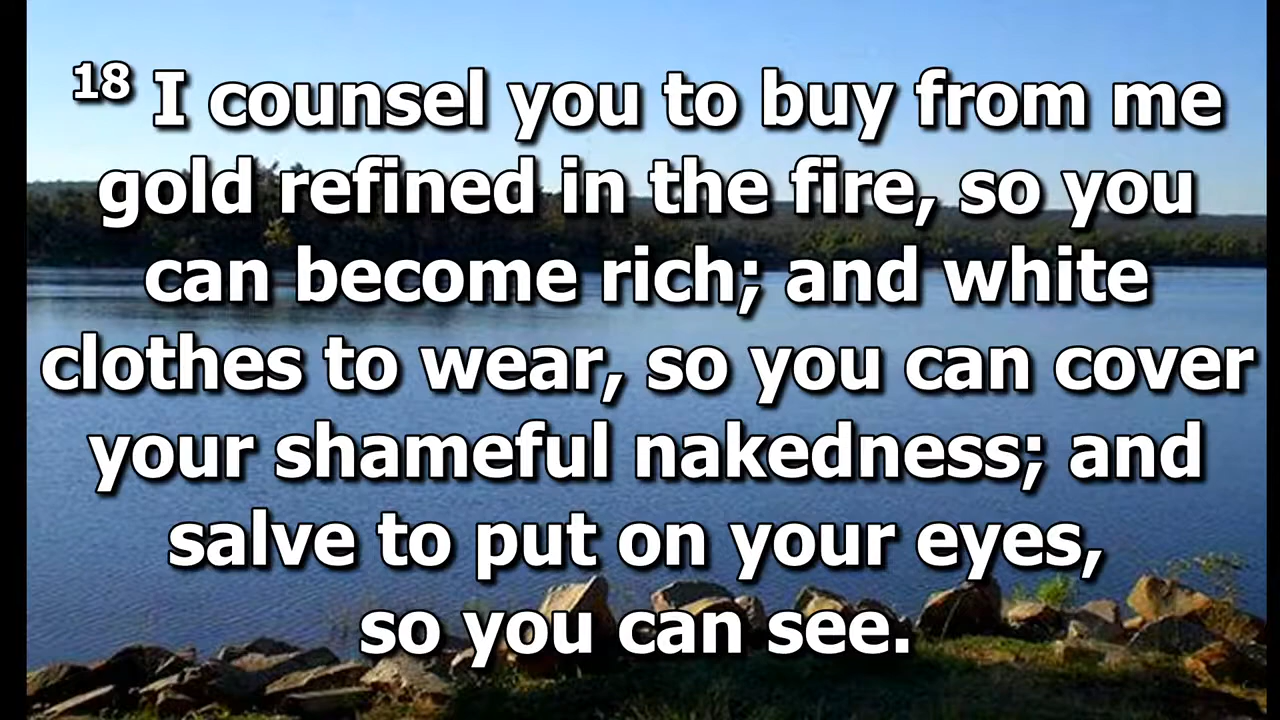 18 I counsel you to buy from me
gold refined in the fire, so you
can become rich; and white
clothes to wear, so you can cover
your shameful nakedness; and
salve to put on your eyes,
so you can see.